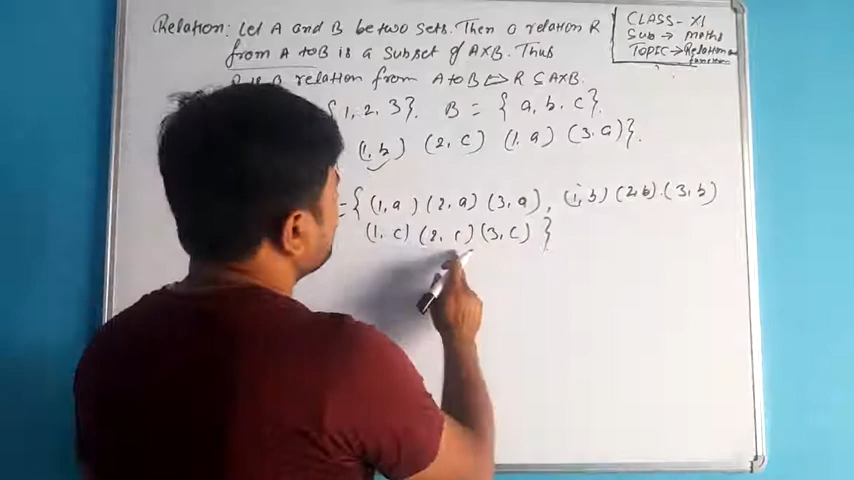 Relation: Let A and B be two sets. Then a relation R
from A to B is a subset of A×B. Thus
R is a relation from A to B ⇔ R ⊆ A×B.
{1, 2, 3}. B = { a, b, c }.
(1, b) (2, c) (1, a) (3, a)}.
= { (1, a) (2, a) (3, a), (1, b) (2, b). (3, b)
(1, c) (2, c) (3, c) }
CLASS - XI
Sub → Maths
TOPIC → Relation
function